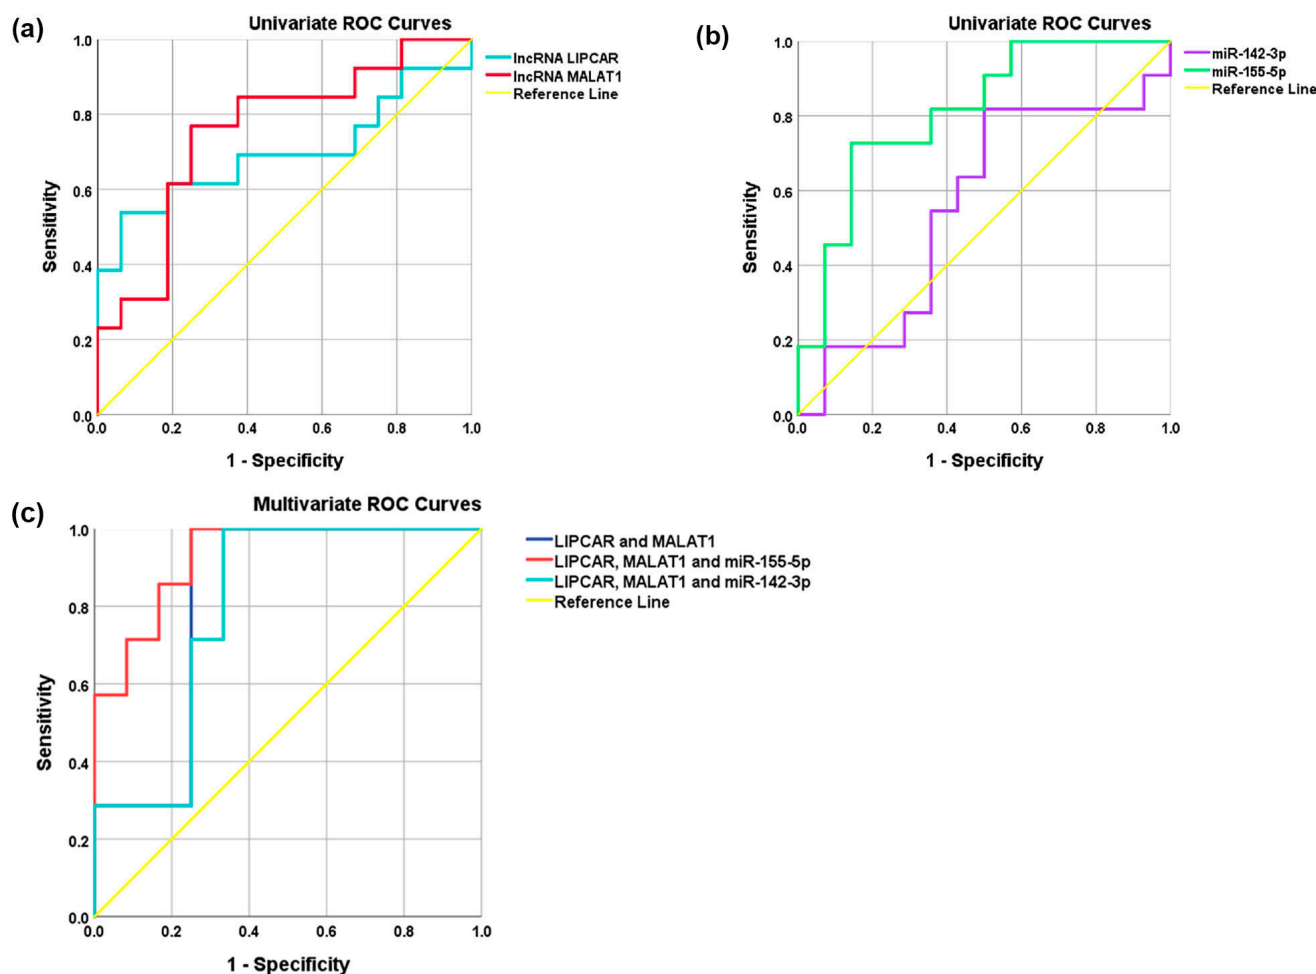 (a)
Univariate ROC Curves
lncRNA LIPCAR
lncRNA MALAT1
Reference Line
Sensitivity
1.0
0.8
0.6
0.4
0.2
0.0
0.0 0.2 0.4 0.6 0.8 1.0
1 - Specificity
(b)
Univariate ROC Curves
miR-142-3p
miR-155-5p
Reference Line
Sensitivity
1.0
0.8
0.6
0.4
0.2
0.0
0.0 0.2 0.4 0.6 0.8 1.0
1 - Specificity
(c)
Multivariate ROC Curves
LIPCAR and MALAT1
LIPCAR, MALAT1 and miR-155-5p
LIPCAR, MALAT1 and miR-142-3p
Reference Line
Sensitivity
1.0
0.8
0.6
0.4
0.2
0.0
0.0 0.2 0.4 0.6 0.8 1.0
1 - Specificity